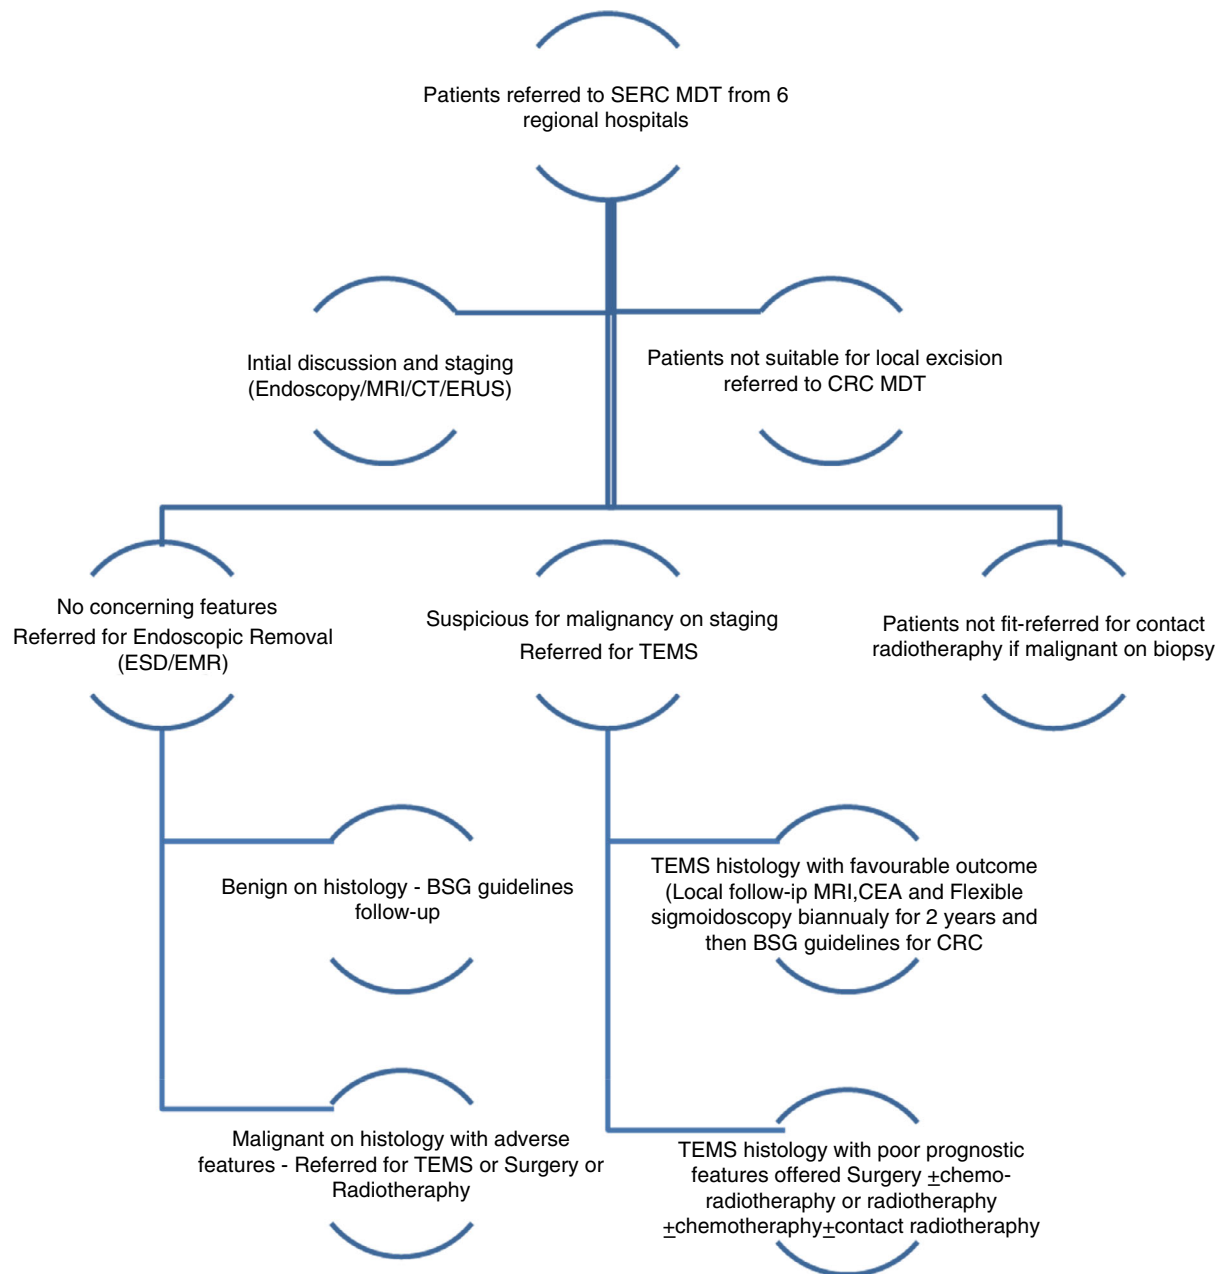 Patients referred to SERC MDT from 6
regional hospitals
Intial discussion and staging
(Endoscopy/MRI/CT/ERUS)
Patients not suitable for local excision
referred to CRC MDT
No concerning features
Referred for Endoscopic Removal
(ESD/EMR)
Suspicious for malignancy on staging
Referred for TEMS
Patients not fit-referred for contact
radiotheraphy if malignant on biopsy
Benign on histology - BSG guidelines
follow-up
TEMS histology with favourable outcome
(Local follow-ip MRI,CEA and Flexible
sigmoidoscopy biannualy for 2 years and
then BSG guidelines for CRC
Malignant on histology with adverse
features - Referred for TEMS or Surgery or
Radiotheraphy
TEMS histology with poor prognostic
features offered Surgery ±chemo-
radiotheraphy or radiotheraphy
±chemotheraphy±contact radiotheraphy